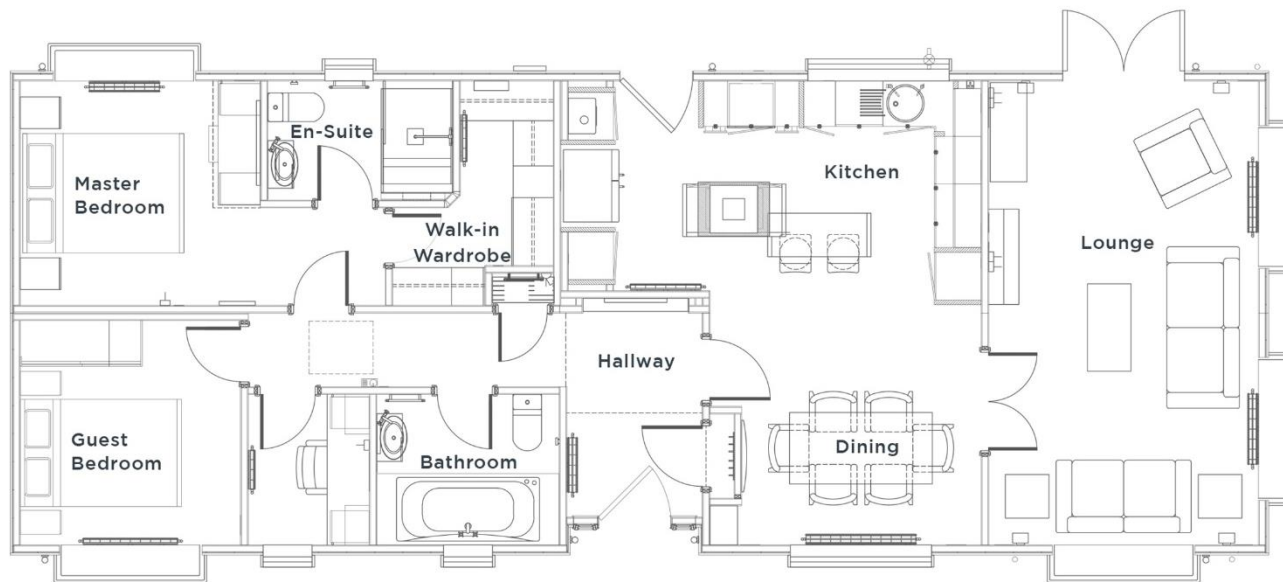 En-Suite
Master
Bedroom
Kitchen
Walk-in
Wardrobe
Lounge
Hallway
Guest
Bedroom
Bathroom
Dining